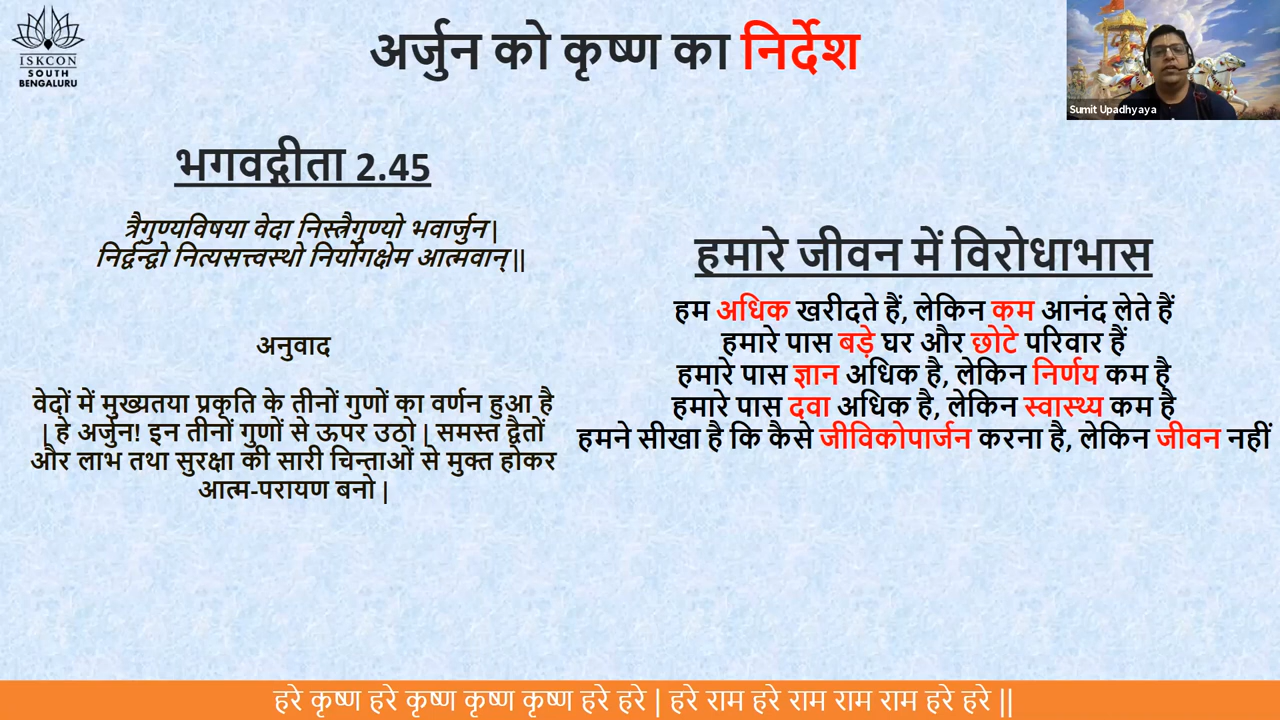 ISKCON
SOUTH
BENGALURU
अर्जुन को कृष्ण का निर्देश
Sumit Upadhyaya
भगवद्गीता 2.45
त्रैगुण्यविषया वेदा निस्त्रैगुण्यो भवार्जुन |
निर्द्वन्द्वो नित्यसत्त्वस्थो निर्योगक्षेम आत्मवान् ||
अनुवाद
वेदों में मुख्यतया प्रकृति के तीनों गुणों का वर्णन हुआ है
| हे अर्जुन! इन तीनों गुणों से ऊपर उठो | समस्त द्वैतों
और लाभ तथा सुरक्षा की सारी चिन्ताओं से मुक्त होकर
आत्म-परायण बनो |
हमारे जीवन में विरोधाभास
हम अधिक खरीदते हैं, लेकिन कम आनंद लेते हैं
हमारे पास बड़े घर और छोटे परिवार हैं
हमारे पास ज्ञान अधिक है, लेकिन निर्णय कम है
हमारे पास दवा अधिक है, लेकिन स्वास्थ्य कम है
हमने सीखा है कि कैसे जीविकोपार्जन करना है, लेकिन जीवन नहीं
हरे कृष्ण हरे कृष्ण कृष्ण कृष्ण हरे हरे | हरे राम हरे राम राम राम हरे हरे ||